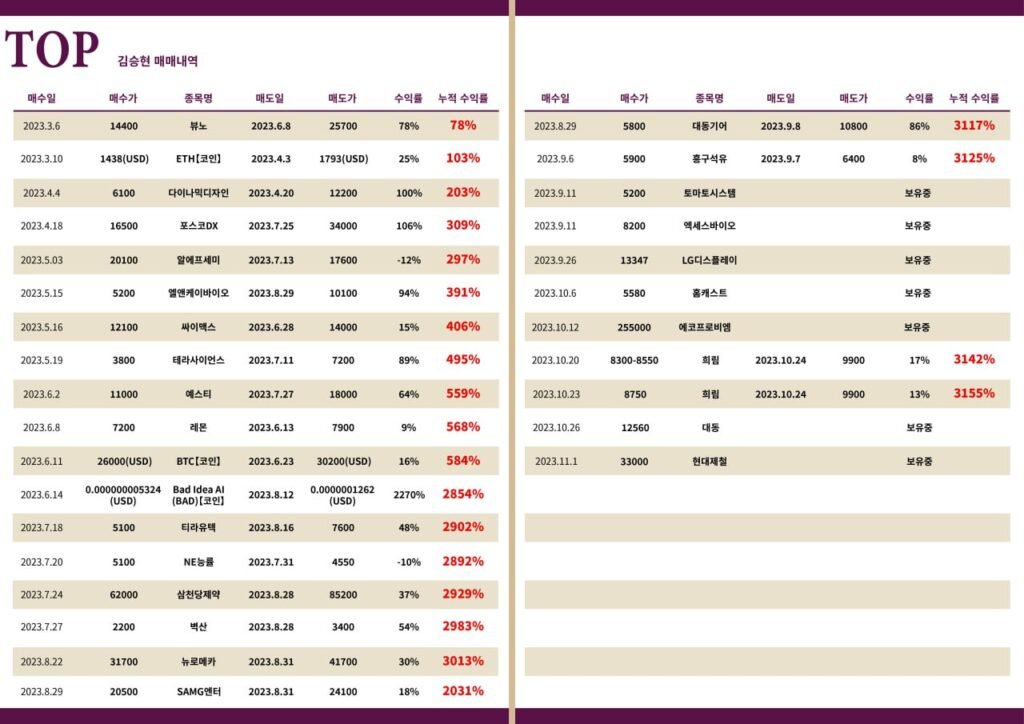 TOP 김승현 매매내역
매수일 매수가 종목명 매도일 매도가 수익률 누적 수익률
2023.3.6 14400 뷰노 2023.6.8 25700 78% 78%
2023.3.10 1438(USD) ETH【코인】 2023.4.3 1793(USD) 25% 103%
2023.4.4 6100 다이나믹디자인 2023.4.20 12200 100% 203%
2023.4.18 16500 포스코DX 2023.7.25 34000 106% 309%
2023.5.03 20100 알에프세미 2023.7.13 17600 -12% 297%
2023.5.15 5200 엘앤케이바이오 2023.8.29 10100 94% 391%
2023.5.16 12100 싸이맥스 2023.6.28 14000 15% 406%
2023.5.19 3800 테라사이언스 2023.7.11 7200 89% 495%
2023.6.2 11000 예스티 2023.7.27 18000 64% 559%
2023.6.8 7200 레몬 2023.6.13 7900 9% 568%
2023.6.11 26000(USD) BTC【코인】 2023.6.23 30200(USD) 16% 584%
2023.6.14 0.000000005324 (USD) Bad Idea AI (BAD)【코인】 2023.8.12 0.0000001262 (USD) 2270% 2854%
2023.7.18 5100 티라유텍 2023.8.16 7600 48% 2902%
2023.7.20 5100 NE능률 2023.7.31 4550 -10% 2892%
2023.7.24 62000 삼천당제약 2023.8.28 85200 37% 2929%
2023.7.27 2200 벽산 2023.8.28 3400 54% 2983%
2023.8.22 31700 뉴로메카 2023.8.31 41700 30% 3013%
2023.8.29 20500 SAMG엔터 2023.8.31 24100 18% 2031%
매수일 매수가 종목명 매도일 매도가 수익률 누적 수익률
2023.8.29 5800 대동기어 2023.9.8 10800 86% 3117%
2023.9.6 5900 흥구석유 2023.9.7 6400 8% 3125%
2023.9.11 5200 토마토시스템 보유중
2023.9.11 8200 엑세스바이오 보유중
2023.9.26 13347 LG디스플레이 보유중
2023.10.6 5580 홈캐스트 보유중
2023.10.12 255000 에코프로비엠 보유중
2023.10.20 8300-8550 희림 2023.10.24 9900 17% 3142%
2023.10.23 8750 희림 2023.10.24 9900 13% 3155%
2023.10.26 12560 대동 보유중
2023.11.1 33000 현대제철 보유중